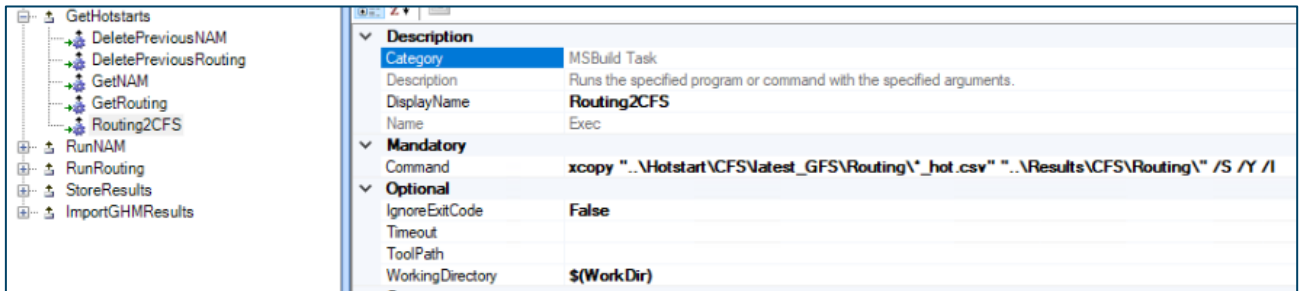 GetHotstarts
DeletePreviousNAM
DeletePreviousRouting
GetNAM
GetRouting
Routing2CFS
RunNAM
RunRouting
StoreResults
ImportGHMResults
Description
Category MSBuild Task
Description Runs the specified program or command with the specified arguments.
DisplayName Routing2CFS
Name Exec
Mandatory
Command xcopy "..\Hotstart\CFS\latest_GFS\Routing\*_hot.csv" "..\Results\CFS\Routing\" /S /Y /I
Optional
IgnoreExitCode False
Timeout
ToolPath
WorkingDirectory $(WorkDir)